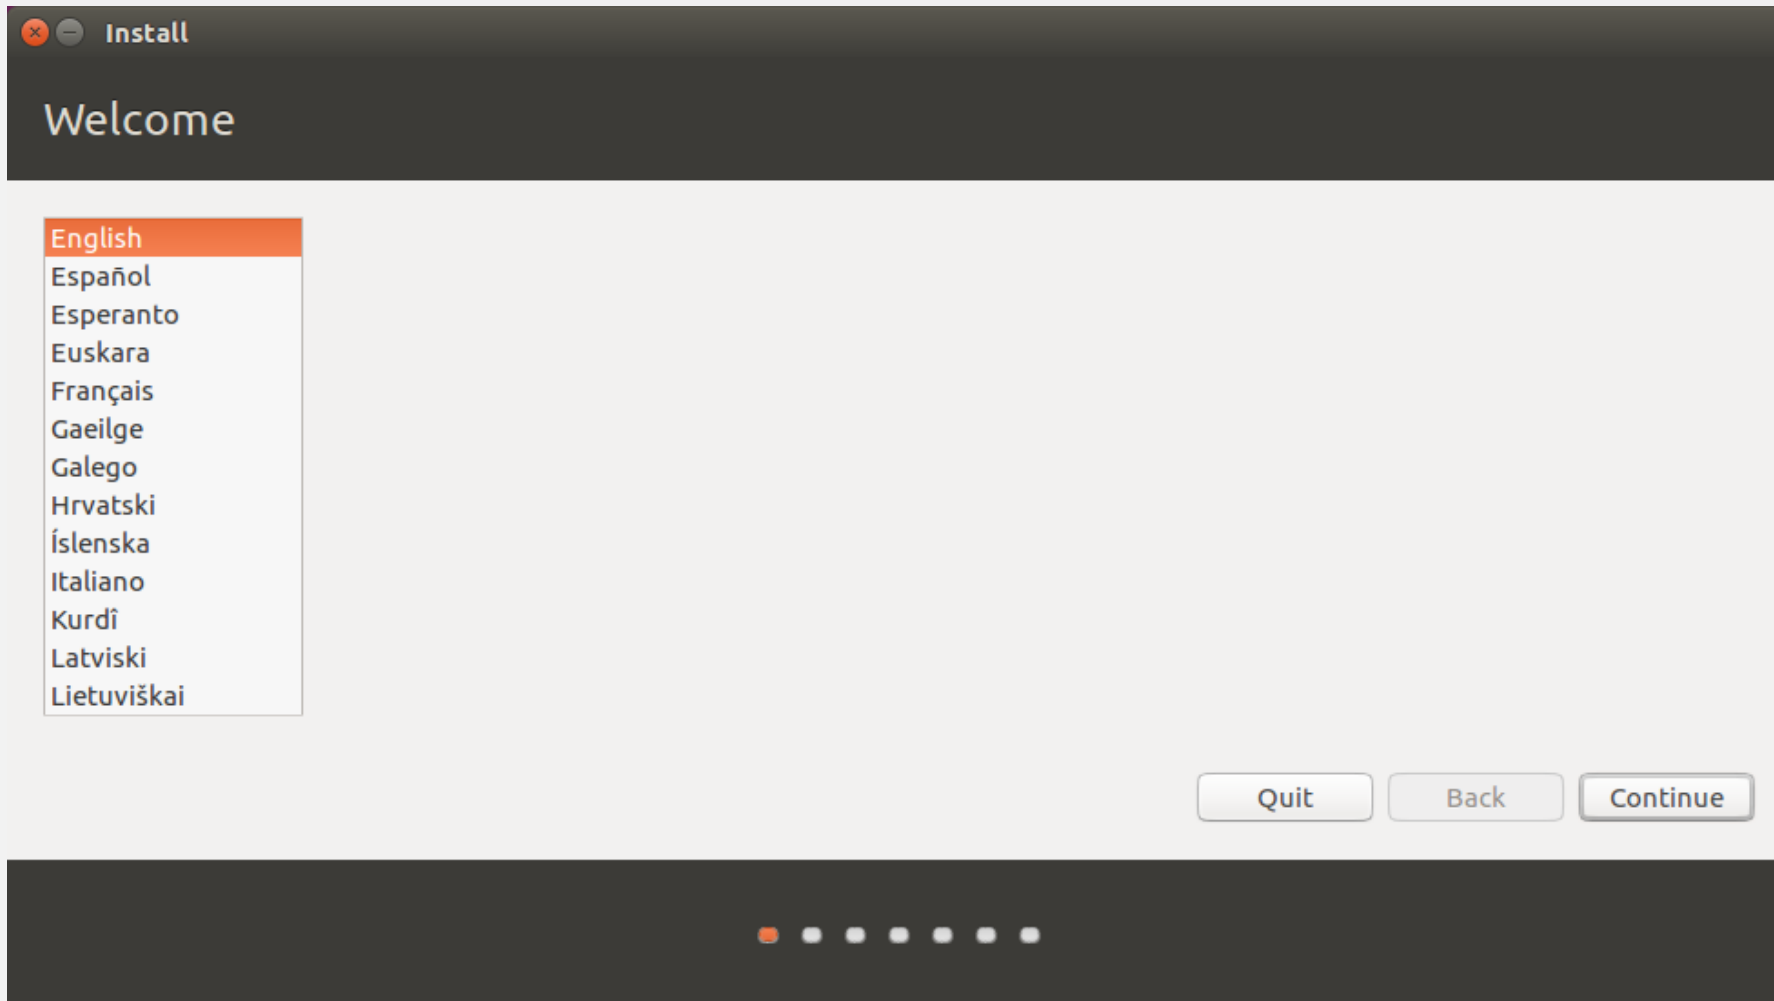 Install
Welcome
English
Español
Esperanto
Euskara
Français
Gaeilge
Galego
Hrvatski
Íslenska
Italiano
Kurdî
Latviski
Lietuviškai
Quit Back Continue